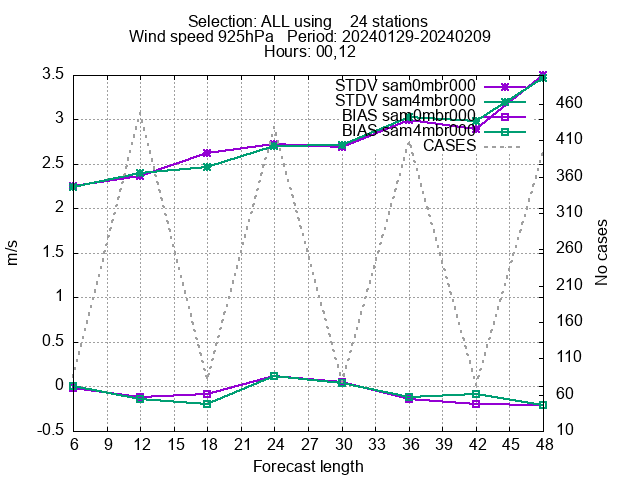 Selection: ALL using 24 stations
Wind speed 925hPa Period: 20240129-20240209
Hours: 00,12
STDV sam0mbr000
STDV sam4mbr000
BIAS sam0mbr000
BIAS sam4mbr000
CASES
3.5
3
2.5
2
1.5
1
0.5
0
-0.5
m/s
460
410
360
310
260
210
160
110
60
10
No cases
6 9 12 15 18 21 24 27 30 33 36 39 42 45 48
Forecast length